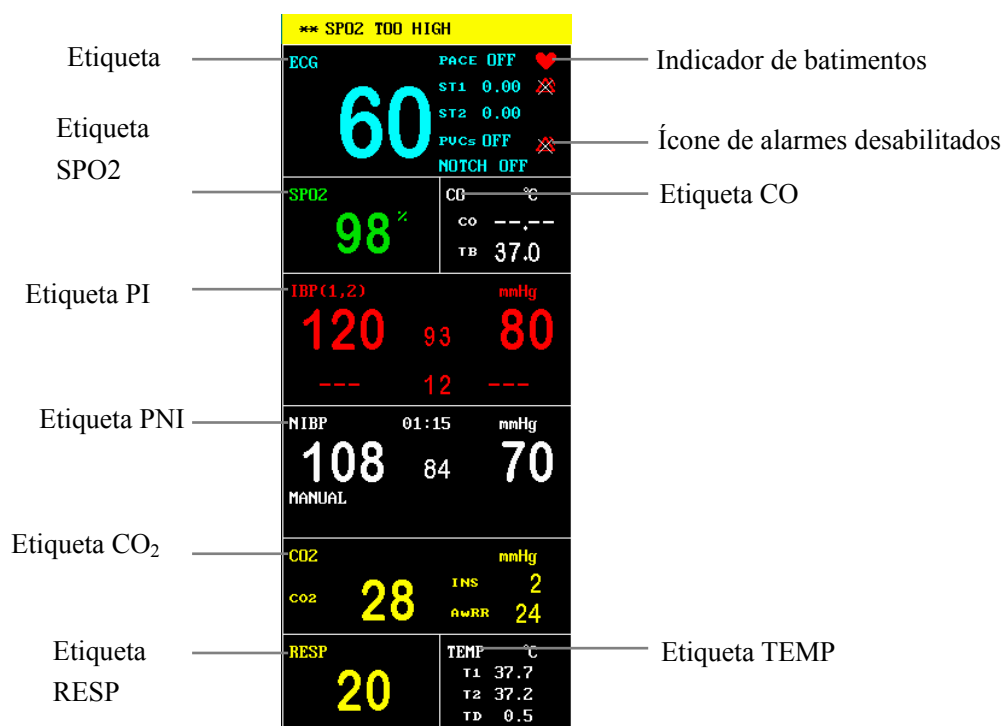 ** SPO2 TOO HIGH
Etiqueta
ECG
PACE OFF
Indicador de batimentos
ST1 0.00
60
ST2 0.00
Etiqueta
SPO2
PVCs OFF
Ícone de alarmes desabilitados
NOTCH OFF
SPO2
98 %
CO °C
Etiqueta CO
CO --.--
TB 37.0
Etiqueta PI
IBP(1,2) mmHg
120 93 80
--- 12 ---
Etiqueta PNI
NIBP 01:15 mmHg
108 84 70
MANUAL
Etiqueta CO₂
CO2 mmHg
INS 2
CO2 28
AwRR 24
Etiqueta
RESP
RESP
20
TEMP °C
Etiqueta TEMP
T1 37.7
T2 37.2
TD 0.5